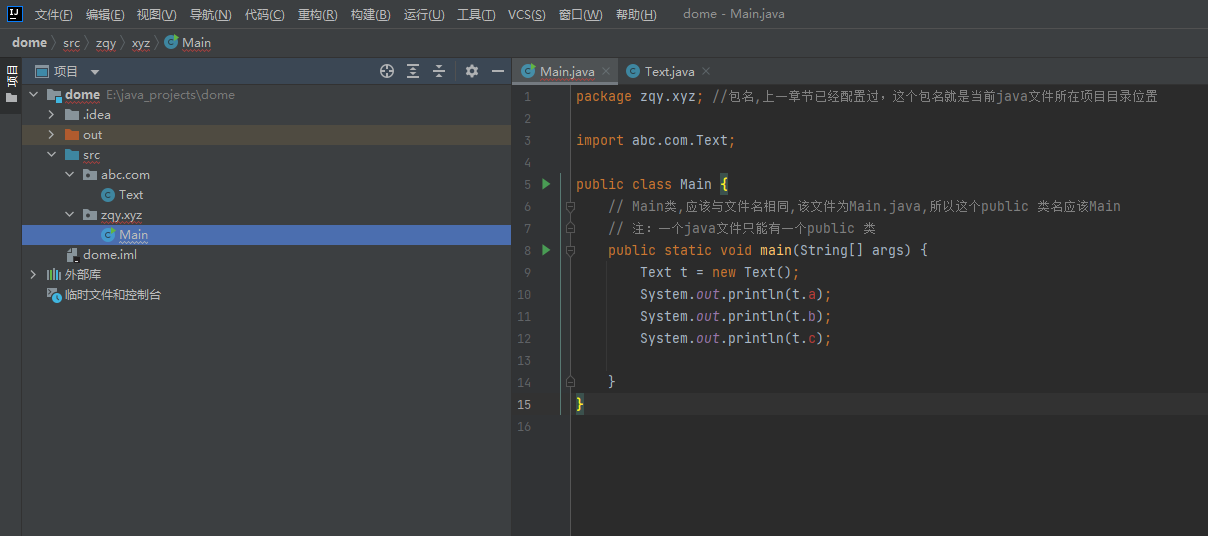 IJ 文件(F) 编辑(E) 视图(V) 导航(N) 代码(C) 重构(R) 构建(B) 运行(U) 工具(T) VCS(S) 窗口(W) 帮助(H) dome - Main.java
dome src zqy xyz Main
项目
项目
Main.java Text.java
dome E:\java_projects\dome
.idea
out
src
abc.com
Text
zqy.xyz
Main
dome.iml
外部库
临时文件和控制台
1 package zqy.xyz; //包名,上一章节已经配置过，这个包名就是当前java文件所在项目目录位置
2
3 import abc.com.Text;
4
5 public class Main {
6 // Main类,应该与文件名相同,该文件为Main.java,所以这个public 类名应该Main
7 // 注：一个java文件只能有一个public 类
8 public static void main(String[] args) {
9 Text t = new Text();
10 System.out.println(t.a);
11 System.out.println(t.b);
12 System.out.println(t.c);
13
14 }
15 }
16